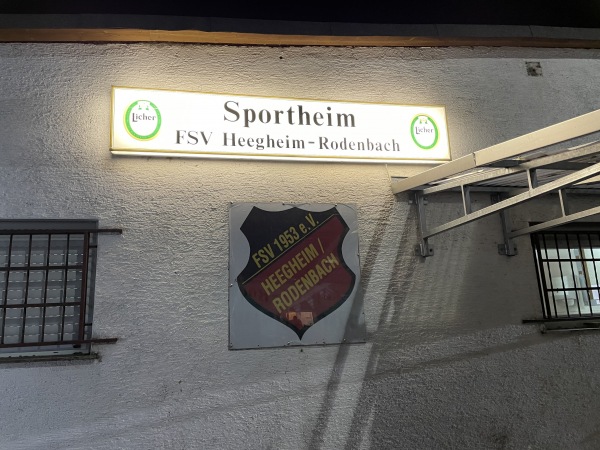 Licher
Sportheim
FSV Heegheim-Rodenbach
Licher
FSV 1953 e.V.
HEEGHEIM/
RODENBACH